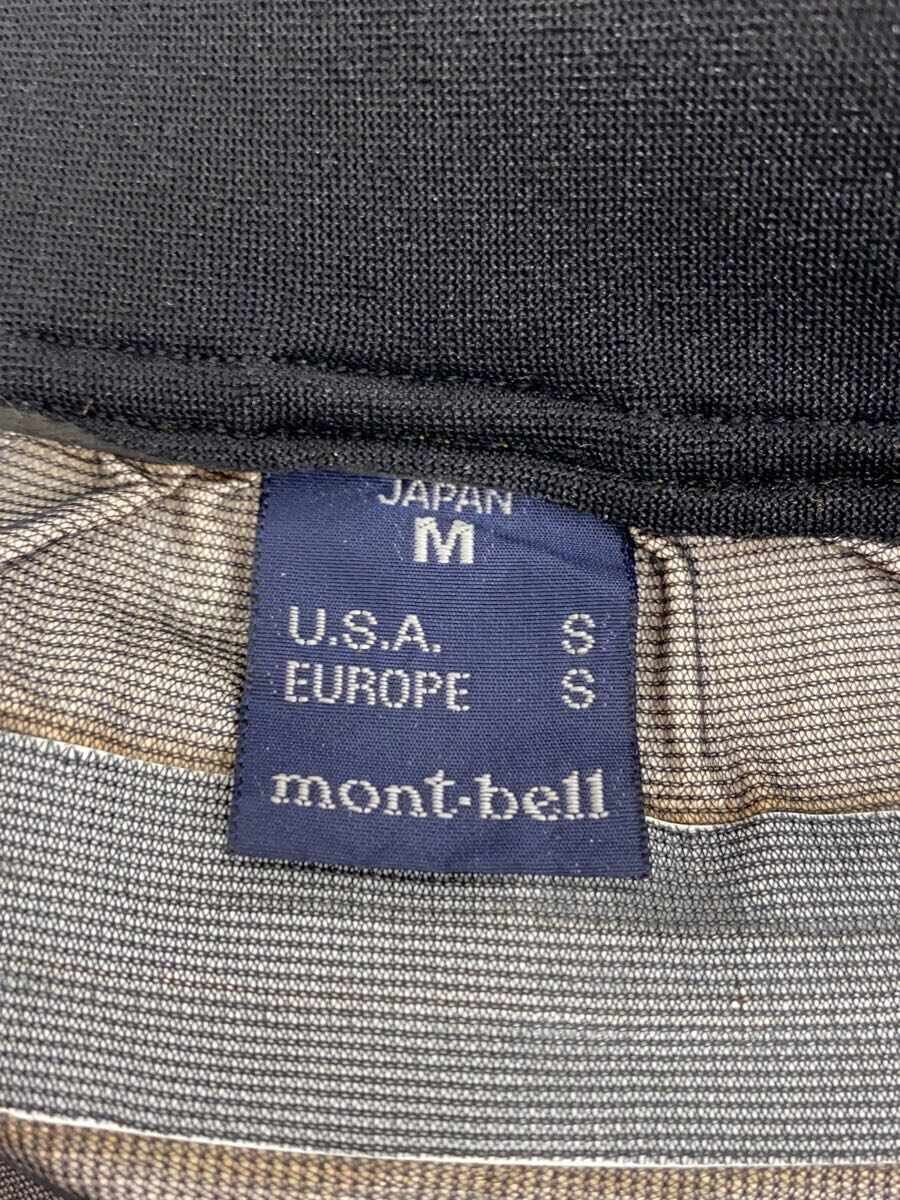 JAPAN
M
U.S.A. S
EUROPE S
mont-bell